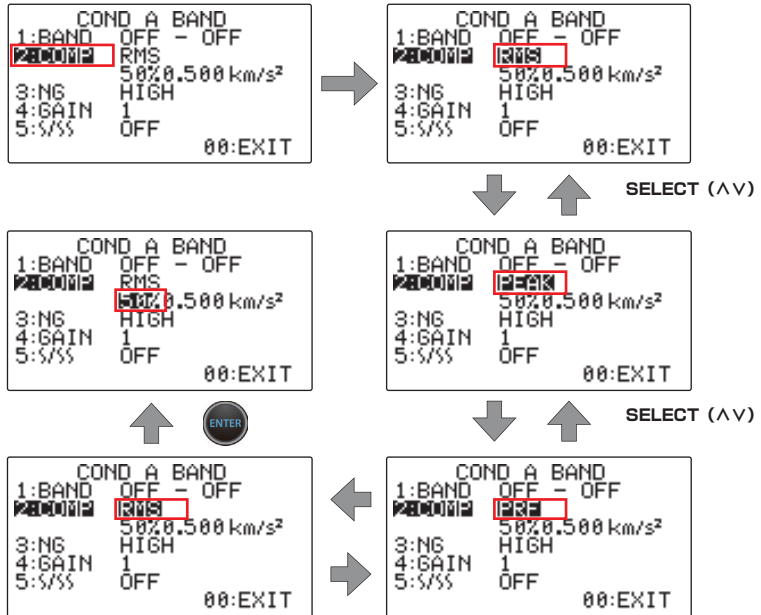 COND A BAND
1:BAND OFF - OFF
2:COMP RMS
50%0.500 km/s²
3:NG HIGH
4:GAIN 1
5:S/SS OFF
00:EXIT
COND A BAND
1:BAND OFF - OFF
2:COMP RMS
50%0.500 km/s²
3:NG HIGH
4:GAIN 1
5:S/SS OFF
00:EXIT
SELECT (∧∨)
COND A BAND
1:BAND OFF - OFF
2:COMP RMS
50%0.500 km/s²
3:NG HIGH
4:GAIN 1
5:S/SS OFF
00:EXIT
COND A BAND
1:BAND OFF - OFF
2:COMP PEAK
50%0.500 km/s²
3:NG HIGH
4:GAIN 1
5:S/SS OFF
00:EXIT
ENTER
SELECT (∧∨)
COND A BAND
1:BAND OFF - OFF
2:COMP RMS
50%0.500 km/s²
3:NG HIGH
4:GAIN 1
5:S/SS OFF
00:EXIT
COND A BAND
1:BAND OFF - OFF
2:COMP PRF
50%0.500 km/s²
3:NG HIGH
4:GAIN 1
5:S/SS OFF
00:EXIT